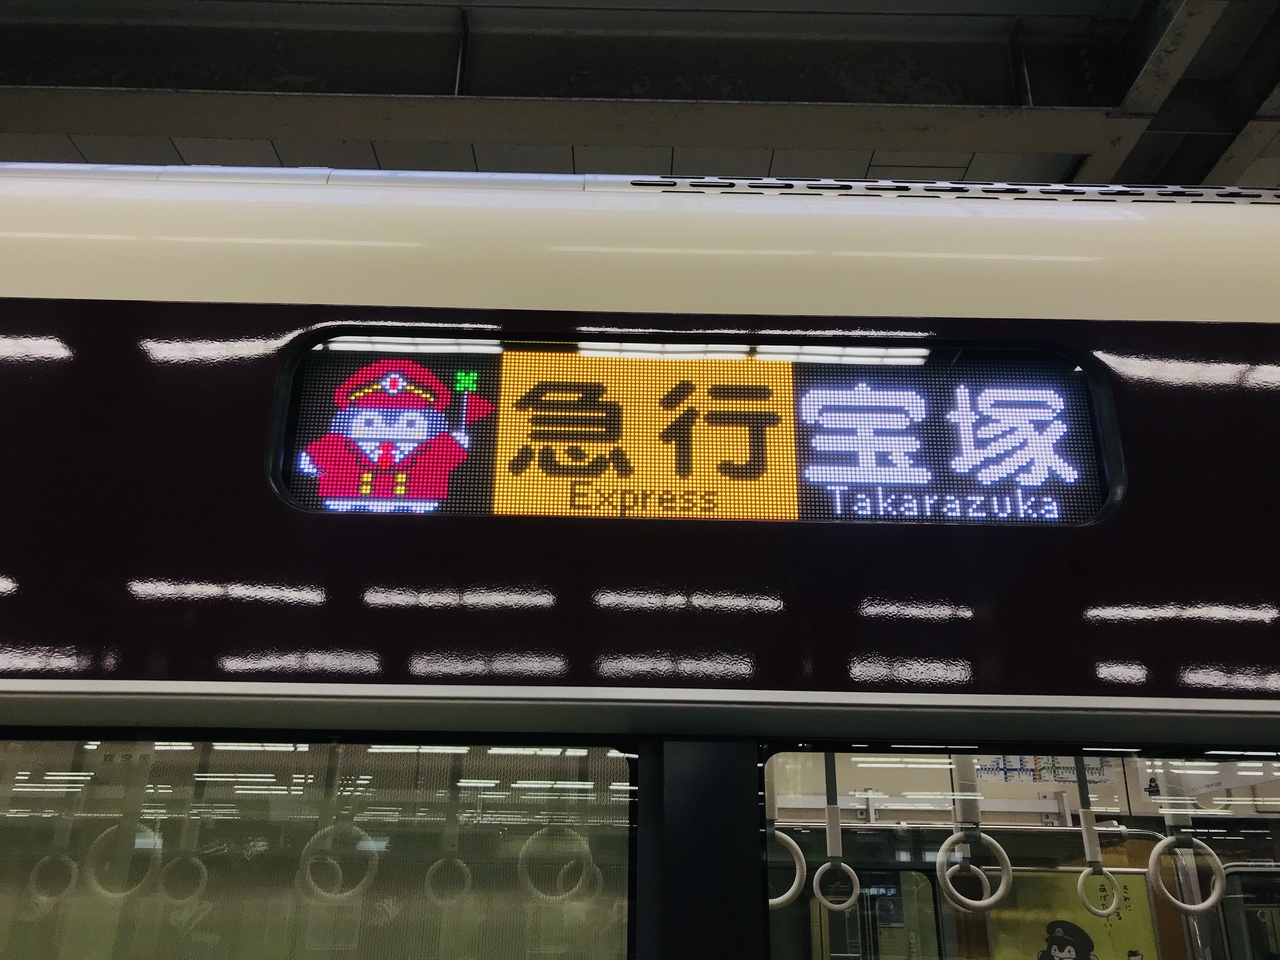 急行 宝塚
Express Takarazuka